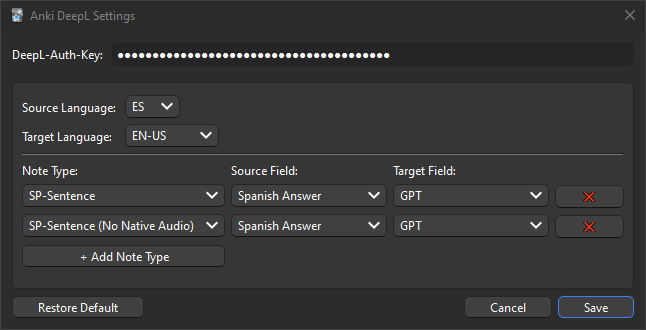 Anki DeepL Settings
DeepL-Auth-Key: ●●●●●●●●●●●●●●●●●●●●●●●●●●●●●●●●●●●●●●●
Source Language: ES
Target Language: EN-US
Note Type: Source Field: Target Field:
SP-Sentence Spanish Answer GPT
SP-Sentence (No Native Audio) Spanish Answer GPT
+ Add Note Type
Restore Default Cancel Save